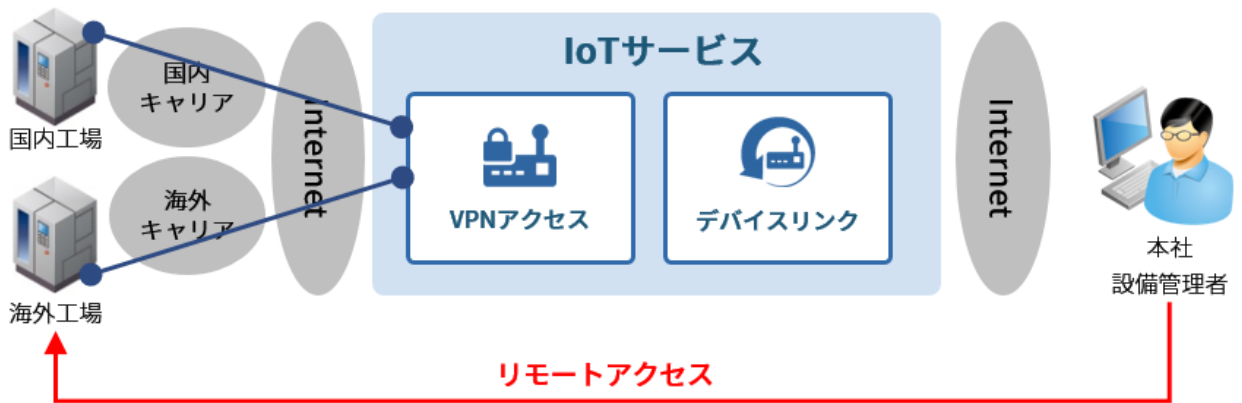 IoTサービス
国内
キャリア
国内工場
海外
キャリア
海外工場
Internet
VPNアクセス
デバイスリンク
Internet
本社
設備管理者
リモートアクセス